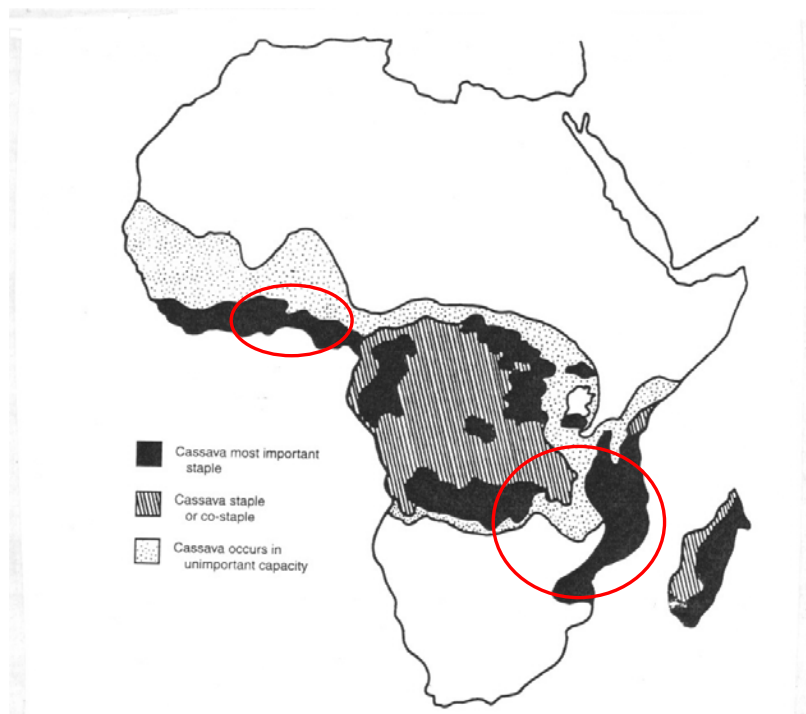 Cassava most important
staple
Cassava staple
or co-staple
Cassava occurs in
unimportant capacity